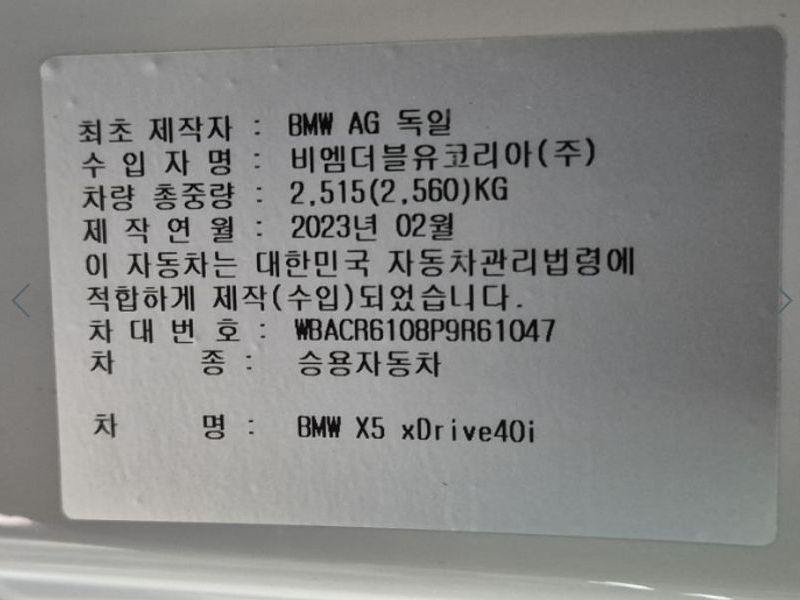 최초 제작자 : BMW AG 독일
수 입 자 명 : 비엠더블유코리아(주)
차량 총중량 : 2,515(2,560)KG
제 작 연 월 : 2023년 02월
이 자동차는 대한민국 자동차관리법령에
적합하게 제작(수입)되었습니다.
차 대 번 호 : WBACR6108P9R61047
차 종 : 승용자동차
차 명 : BMW X5 xDrive40i